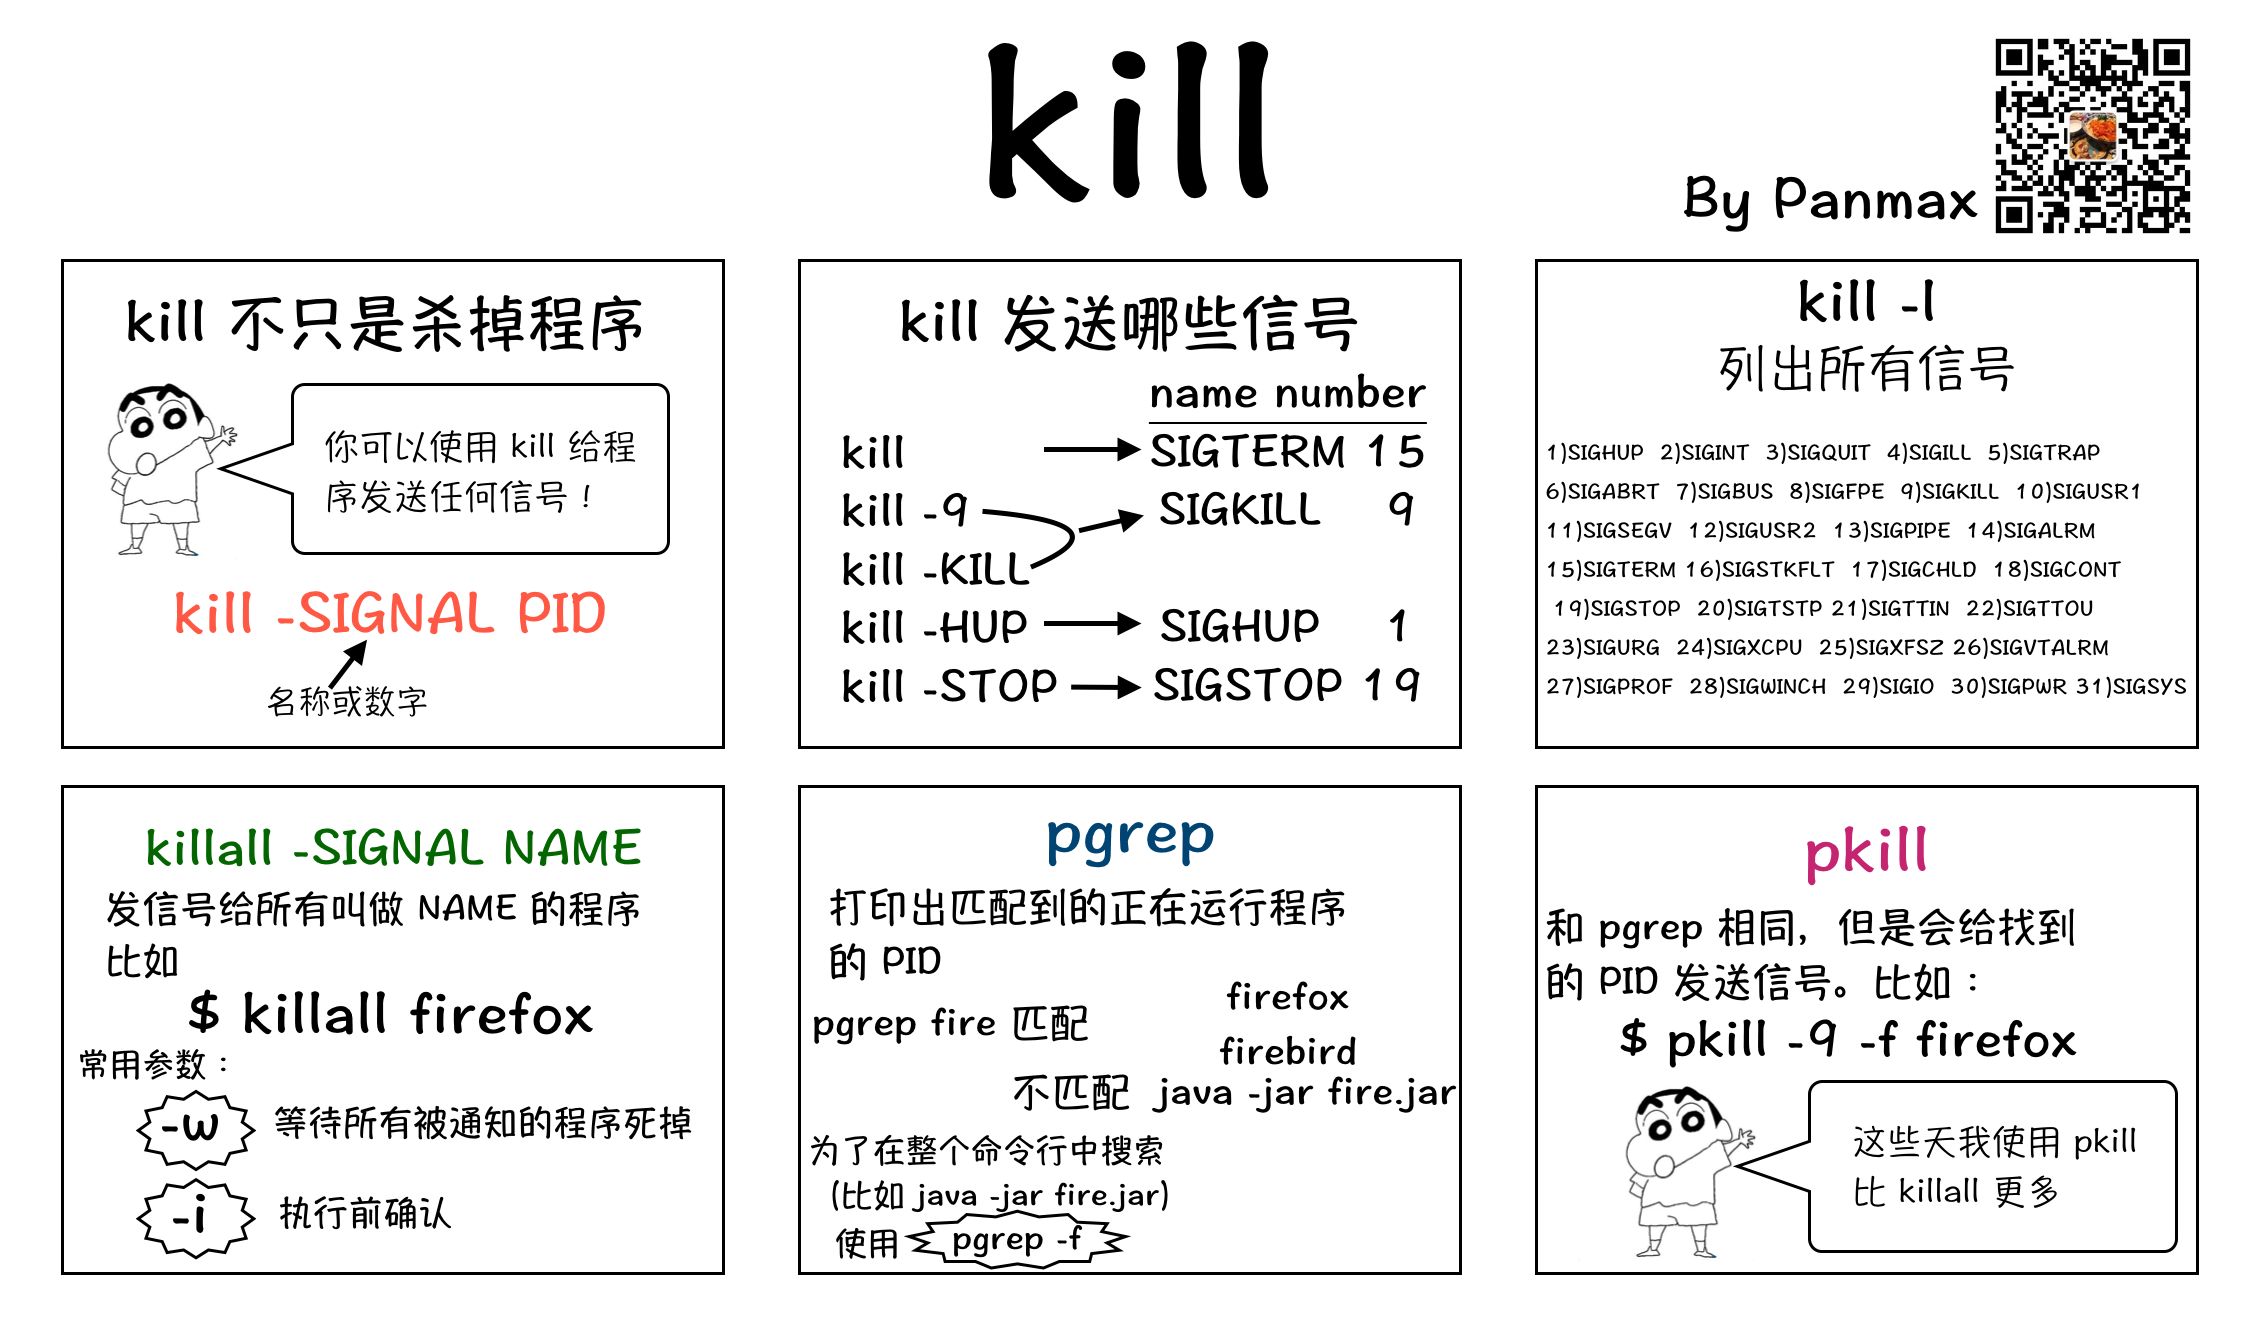 kill
By Panmax
kill 不只是杀掉程序
你可以使用 kill 给程
序发送任何信号！
kill -SIGNAL PID
名称或数字
kill 发送哪些信号
name number
kill SIGTERM 15
kill -9 SIGKILL 9
kill -KILL
kill -HUP SIGHUP 1
kill -STOP SIGSTOP 19
kill -l
列出所有信号
1)SIGHUP 2)SIGINT 3)SIGQUIT 4)SIGILL 5)SIGTRAP
6)SIGABRT 7)SIGBUS 8)SIGFPE 9)SIGKILL 10)SIGUSR1
11)SIGSEGV 12)SIGUSR2 13)SIGPIPE 14)SIGALRM
15)SIGTERM 16)SIGSTKFLT 17)SIGCHLD 18)SIGCONT
19)SIGSTOP 20)SIGTSTP 21)SIGTTIN 22)SIGTTOU
23)SIGURG 24)SIGXCPU 25)SIGXFSZ 26)SIGVTALRM
27)SIGPROF 28)SIGWINCH 29)SIGIO 30)SIGPWR 31)SIGSYS
killall -SIGNAL NAME
发信号给所有叫做 NAME 的程序
比如
$ killall firefox
常用参数：
-w 等待所有被通知的程序死掉
-i 执行前确认
pgrep
打印出匹配到的正在运行程序
的 PID
firefox
pgrep fire 匹配
firebird
不匹配 java -jar fire.jar
为了在整个命令行中搜索
(比如 java -jar fire.jar)
使用 pgrep -f
pkill
和 pgrep 相同，但是会给找到
的 PID 发送信号。比如：
$ pkill -9 -f firefox
这些天我使用 pkill
比 killall 更多